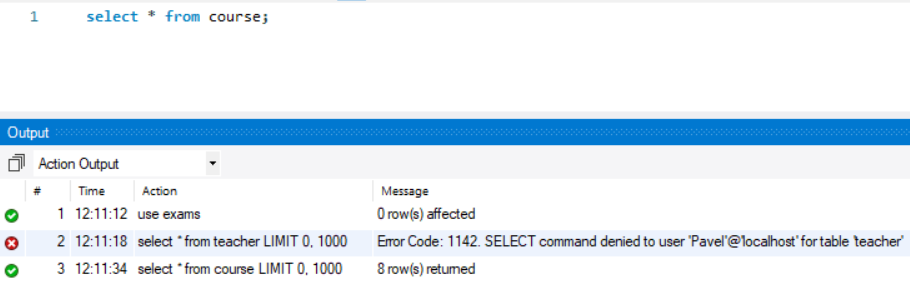 1 select * from course;
Output
Action Output
# Time Action Message
1 12:11:12 use exams 0 row(s) affected
2 12:11:18 select * from teacher LIMIT 0, 1000 Error Code: 1142. SELECT command denied to user 'Pavel'@'localhost' for table 'teacher'
3 12:11:34 select * from course LIMIT 0, 1000 8 row(s) returned